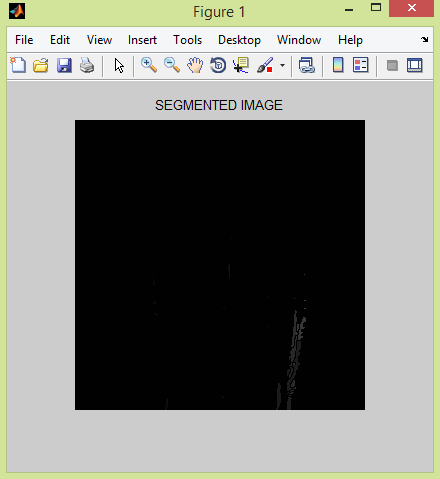 Figure 1
File Edit View Insert Tools Desktop Window Help
SEGMENTED IMAGE